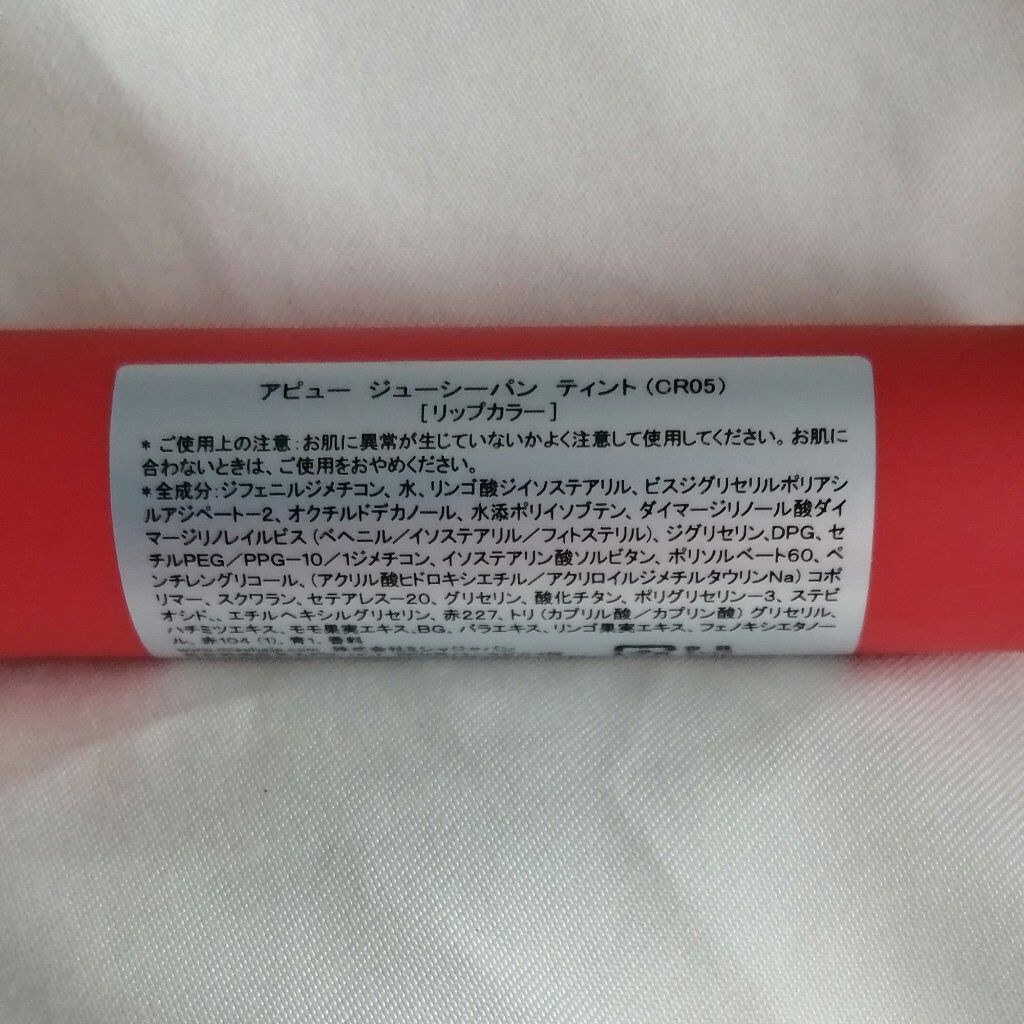 アピュー ジューシーパン ティント (CR05)
[リップカラー]
* ご使用上の注意:お肌に異常が生じていないかよく注意して使用してください。お肌に
合わないときは、ご使用をおやめください。
*全成分:ジフェニルジメチコン、水、リンゴ酸ジイソステアリル、ビスジグリセリルポリアシ
ルアジペート-2、オクチルドデカノール、水添ポリイソブテン、ダイマージリノール酸ダイ
マージリノレイルビス (ベヘニル/イソステアリル/フィトステリル)、ジグリセリン、DPG、セ
チルPEG/PPG-10/1ジメチコン、イソステアリン酸ソルビタン、ポリソルベート60、ペ
ンチレングリコール、(アクリル酸ヒドロキシエチル/アクリロイルジメチルタウリンNa) コポ
リマー、スクワラン、セテアレス-20、グリセリン、酸化チタン、ポリグリセリン-3、ステビ
オシド、、エチルヘキシルグリセリン、赤227、トリ (カプリル酸/カプリン酸) グリセリル、
ハチミツエキス、モモ果実エキス、BG、バラエキス、リンゴ果実エキス、フェノキシエタノー
ル、赤104 (1)、青1、香料
株式会社ミシャジャパン